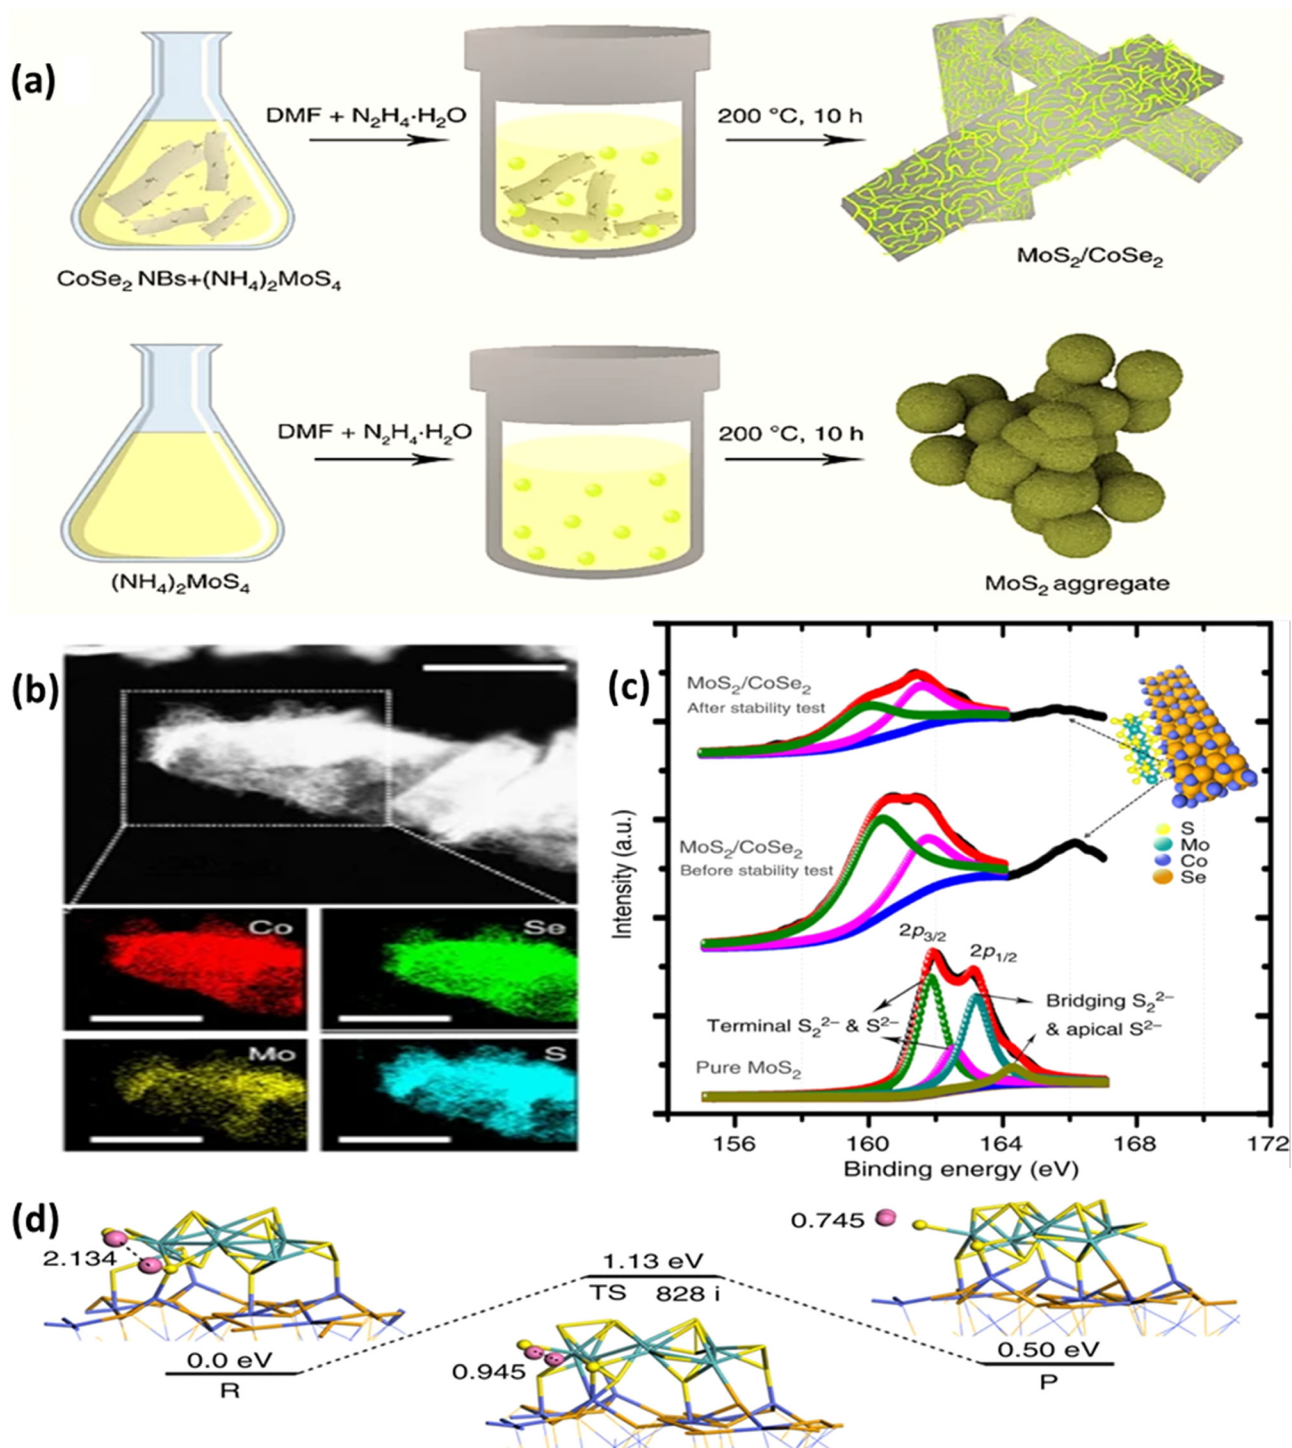 (a)
DMF + N₂H₄·H₂O
200 °C, 10 h
CoSe₂ NBs+(NH₄)₂MoS₄
MoS₂/CoSe₂
DMF + N₂H₄·H₂O
200 °C, 10 h
(NH₄)₂MoS₄
MoS₂ aggregate
(b)
Co
Se
Mo
S
(c)
Intensity (a.u.)
MoS₂/CoSe₂
After stability test
MoS₂/CoSe₂
Before stability test
S
Mo
Co
Se
2p₃/₂
2p₁/₂
Terminal S₂²⁻ & S²⁻
Bridging S₂²⁻
& apical S²⁻
Pure MoS₂
156 160 164 168 172
Binding energy (eV)
(d)
2.134
0.0 eV
R
1.13 eV
TS 828 i
0.945
0.745
0.50 eV
P